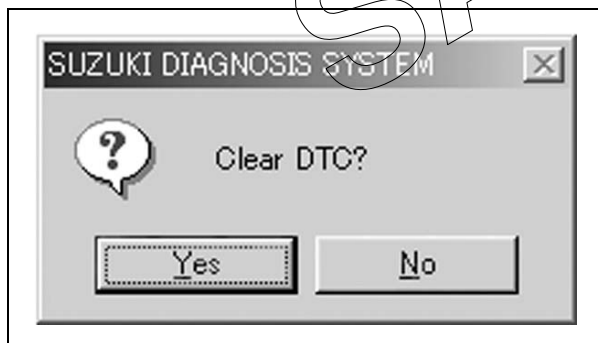 SUZUKI DIAGNOSIS SYSTEM
Clear DTC?
Yes
No